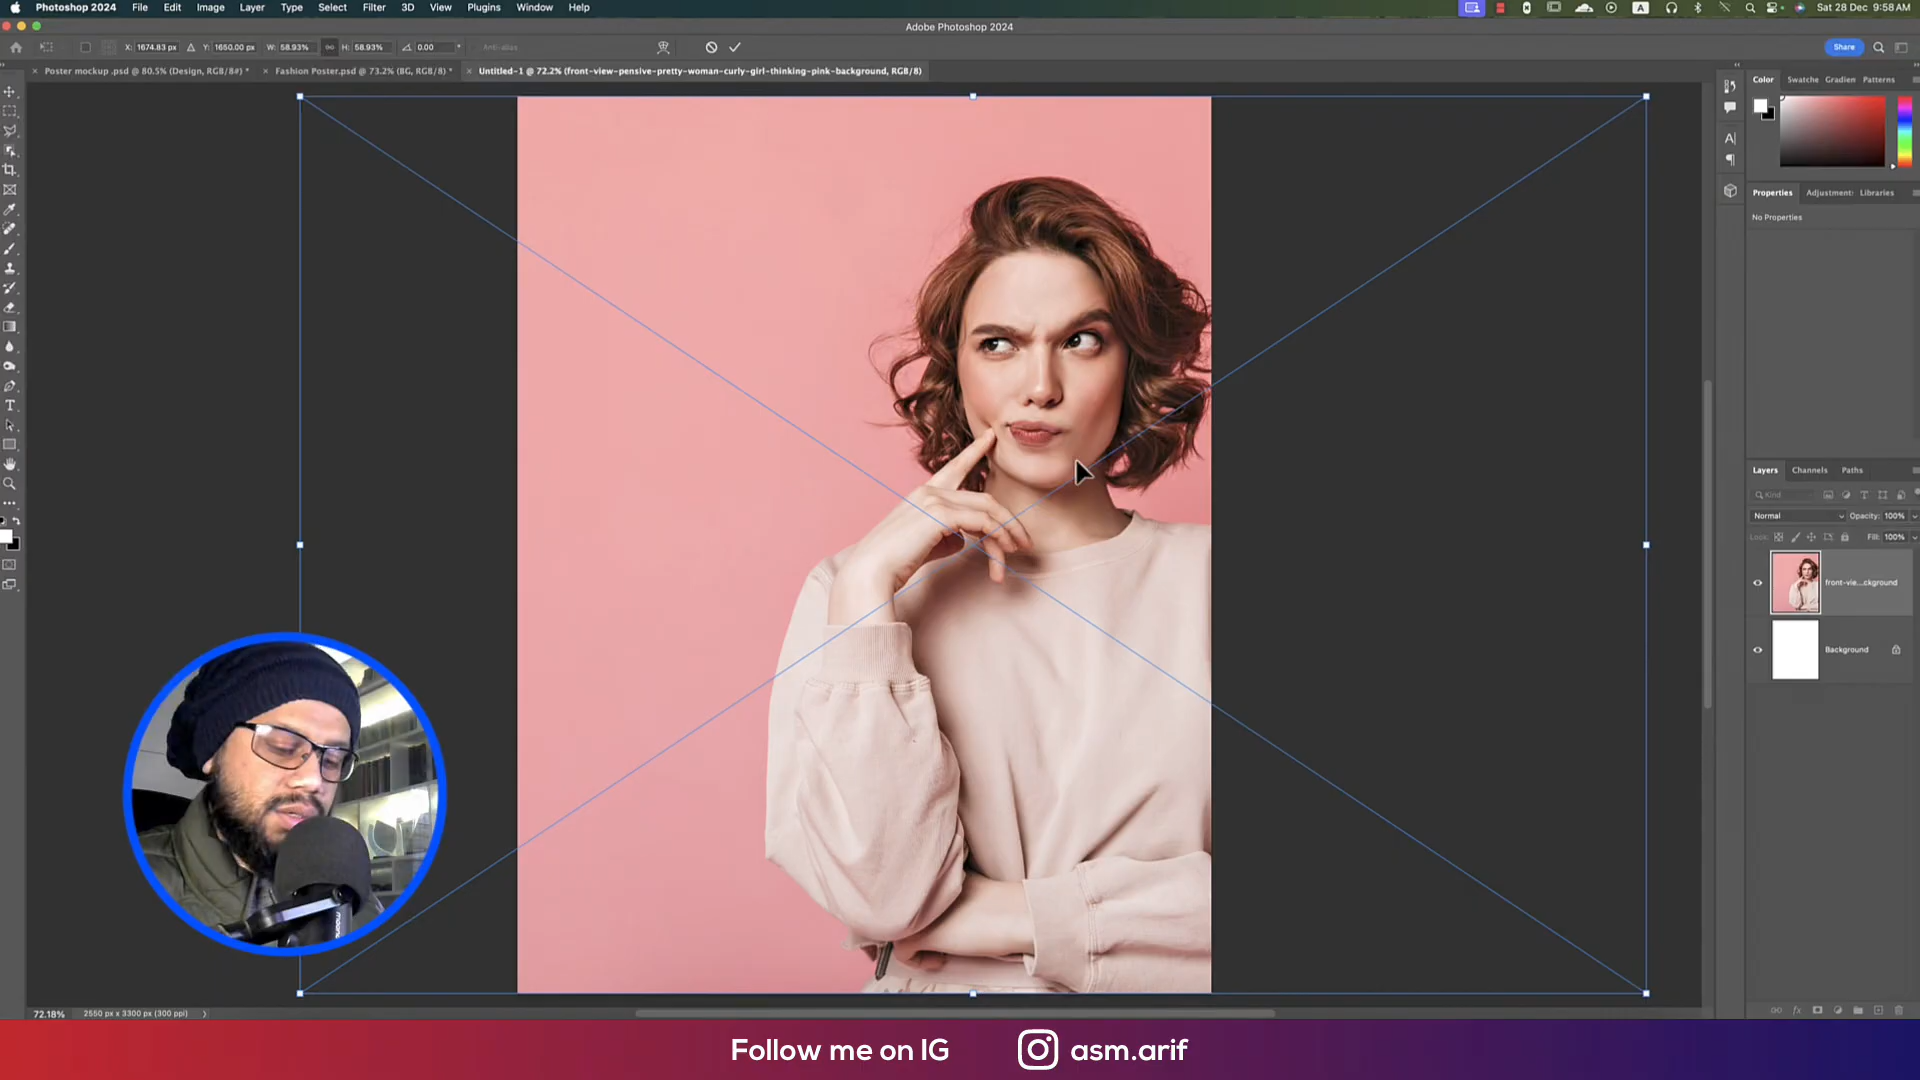 Photoshop 2024 File Edit Image Layer Type Select Filter 3D View Plugins Window Help A Sat 28 Dec 9:58 AM
Adobe Photoshop 2024
X: 1674.83 px Y: 1650.00 px W: 58.93% H: 58.93% 0.00 Anti-alias Share
Poster mockup .psd @ 80.5% (Design, RGB/8#) * Fashion Poster.psd @ 73.2% (BG, RGB/8) * Untitled-1 @ 72.2% (front-view-pensive-pretty-woman-curly-girl-thinking-pink-background, RGB/8)
Color Swatche Gradien Patterns
Properties Adjustment Libraries
No Properties
Layers Channels Paths
Kind
Normal Opacity: 100%
Lock: Fill: 100%
front-vie...ckground
Background
72.18% 2550 px x 3300 px (300 ppi)
Follow me on IG asm.arif